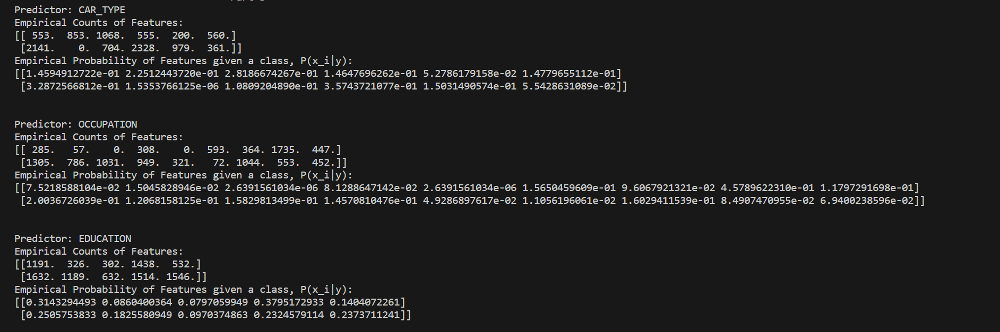 Predictor: CAR_TYPE
Empirical Counts of Features:
[[ 553.  853. 1068.  555.  200.  560.]
 [2141.    0.  704. 2328.  979.  361.]]
Empirical Probability of Features given a class, P(x_i|y):
[[1.4594912722e-01 2.2512443720e-01 2.8186674267e-01 1.4647696262e-01 5.2786179158e-02 1.4779655112e-01]
 [3.2872566812e-01 1.5353766125e-06 1.0809204890e-01 3.5743721077e-01 1.5031490574e-01 5.5428631089e-02]]
Predictor: OCCUPATION
Empirical Counts of Features:
[[ 285.   57.    0.  308.    0.  593.  364. 1735.  447.]
 [1305.  786. 1031.  949.  321.   72. 1044.  553.  452.]]
Empirical Probability of Features given a class, P(x_i|y):
[[7.5218588104e-02 1.5045828946e-02 2.6391561034e-06 8.1288647142e-02 2.6391561034e-06 1.5650459609e-01 9.6067921321e-02 4.5789622310e-01 1.1797291698e-01]
 [2.0036726039e-01 1.2068158125e-01 1.5829813499e-01 1.4570810476e-01 4.9286897617e-02 1.1056196061e-02 1.6029411539e-01 8.4907470955e-02 6.9400238596e-02]]
Predictor: EDUCATION
Empirical Counts of Features:
[[1191.  326.  302. 1438.  532.]
 [1632. 1189.  632. 1514. 1546.]]
Empirical Probability of Features given a class, P(x_i|y):
[[0.3143294493 0.0860400364 0.0797059949 0.3795172933 0.1404072261]
 [0.2505753833 0.1825580949 0.0970374863 0.2324579114 0.2373711241]]